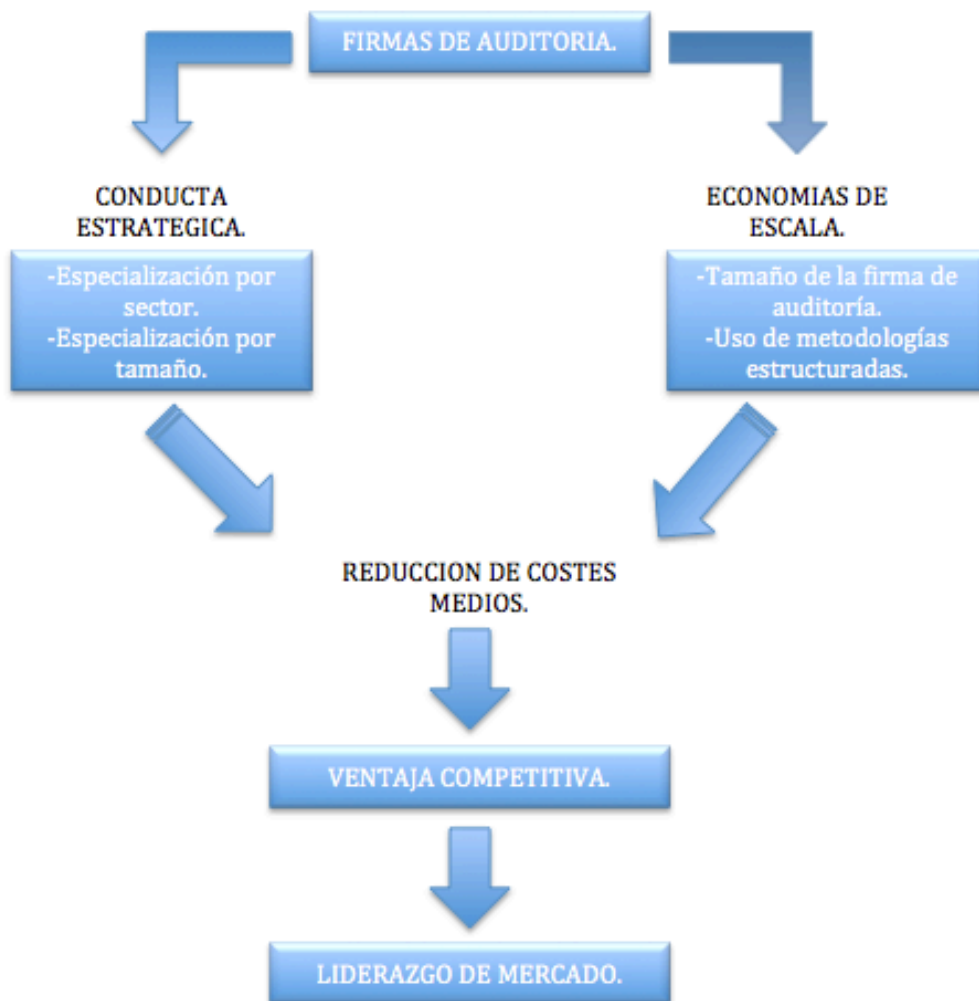 FIRMAS DE AUDITORIA.
CONDUCTA
ESTRATEGICA.
-Especialización por
sector.
-Especialización por
tamaño.
ECONOMIAS DE
ESCALA.
-Tamaño de la firma de
auditoría.
-Uso de metodologías
estructuradas.
REDUCCION DE COSTES
MEDIOS.
VENTAJA COMPETITIVA.
LIDERAZGO DE MERCADO.